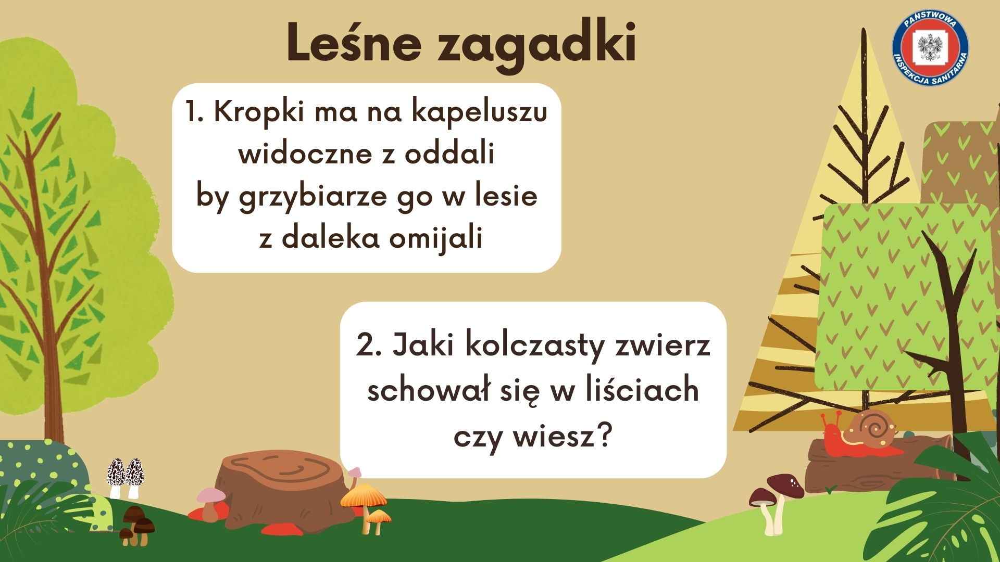 Leśne zagadki
PAŃSTWOWA
INSPEKCJA SANITARNA
1. Kropki ma na kapeluszu
widoczne z oddali
by grzybiarze go w lesie
z daleka omijali
2. Jaki kolczasty zwierz
schował się w liściach
czy wiesz?